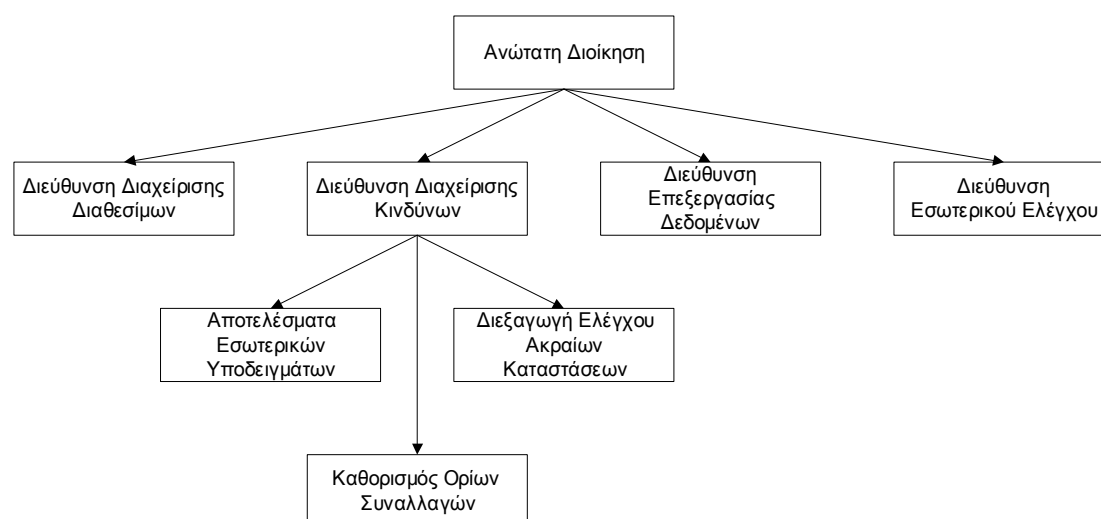 Ανώτατη Διοίκηση
Διεύθυνση Διαχείρισης
Διαθεσίμων
Διεύθυνση Διαχείρισης
Κινδύνων
Διεύθυνση
Επεξεργασίας
Δεδομένων
Διεύθυνση
Εσωτερικού Ελέγχου
Αποτελέσματα
Εσωτερικών
Υποδειγμάτων
Διεξαγωγή Ελέγχου
Ακραίων
Καταστάσεων
Καθορισμός Ορίων
Συναλλαγών